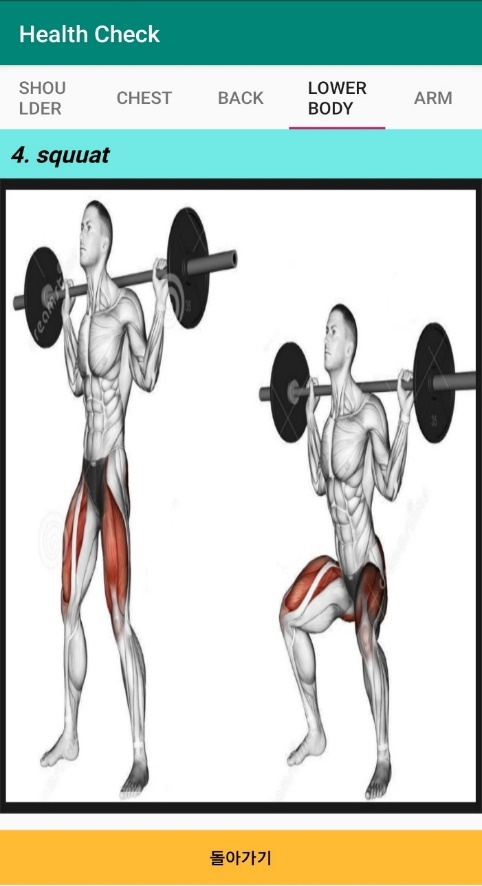 Health Check
SHOU
LDER
CHEST
BACK
LOWER
BODY
ARM
4. squuat
돌아가기